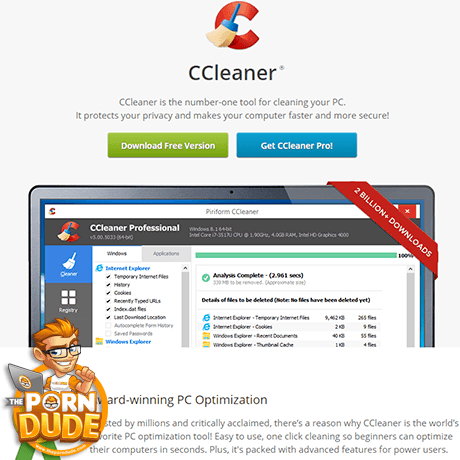 CCleaner®
CCleaner is the number-one tool for cleaning your PC.
It protects your privacy and makes your computer faster and more secure!
Download Free Version
Get CCleaner Pro!
2 BILLION+ DOWNLOADS
Piriform CCleaner
CCleaner Professional
v5.00.5033 (64-bit)
Windows 8.1 64-bit
Intel Core i7-3517U CPU @ 1.90GHz, 4.0GB RAM, Intel HD Graphics 4000
Cleaner
Registry
Windows
Applications
Internet Explorer
Temporary Internet Files
History
Cookies
Recently Typed URLs
Index.dat files
Last Download Location
Autocomplete Form History
Saved Passwords
Windows Explorer
100%
Analysis Complete - (2.961 secs)
339 MB to be removed. (Approximate size)
Details of files to be deleted (Note: No files have been deleted yet)
Internet Explorer - Temporary Internet Files 9,462 KB 265 files
Internet Explorer - Cookies 2 KB 9 files
Windows Explorer - Recent Documents 40 KB 55 files
Windows Explorer - Thumbnail Cache 1 KB
THE
PORN
DUDE
ward-winning PC Optimization
sted by millions and critically acclaimed, there's a reason why CCleaner is the world's
vorite PC optimization tool! Easy to use, one click cleaning so beginners can optimize
their computers in seconds. Plus, it's packed with advanced features for power users.